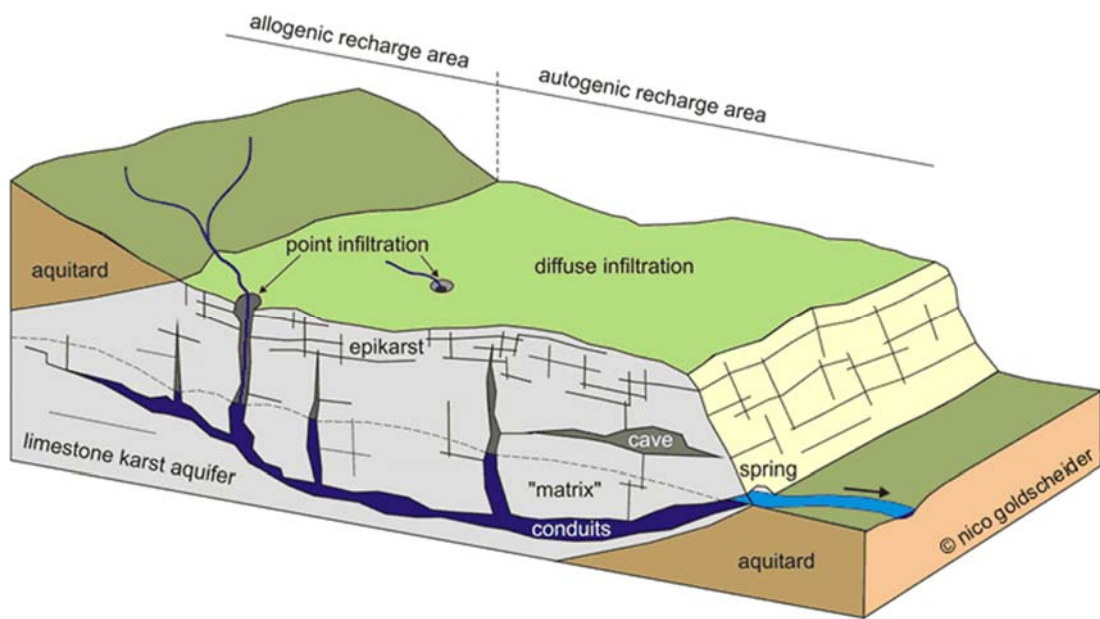 allogenic recharge area
autogenic recharge area
point infiltration
diffuse infiltration
aquitard
epikarst
cave
limestone karst aquifer
"matrix"
spring
conduits
aquitard
© nico goldscheider